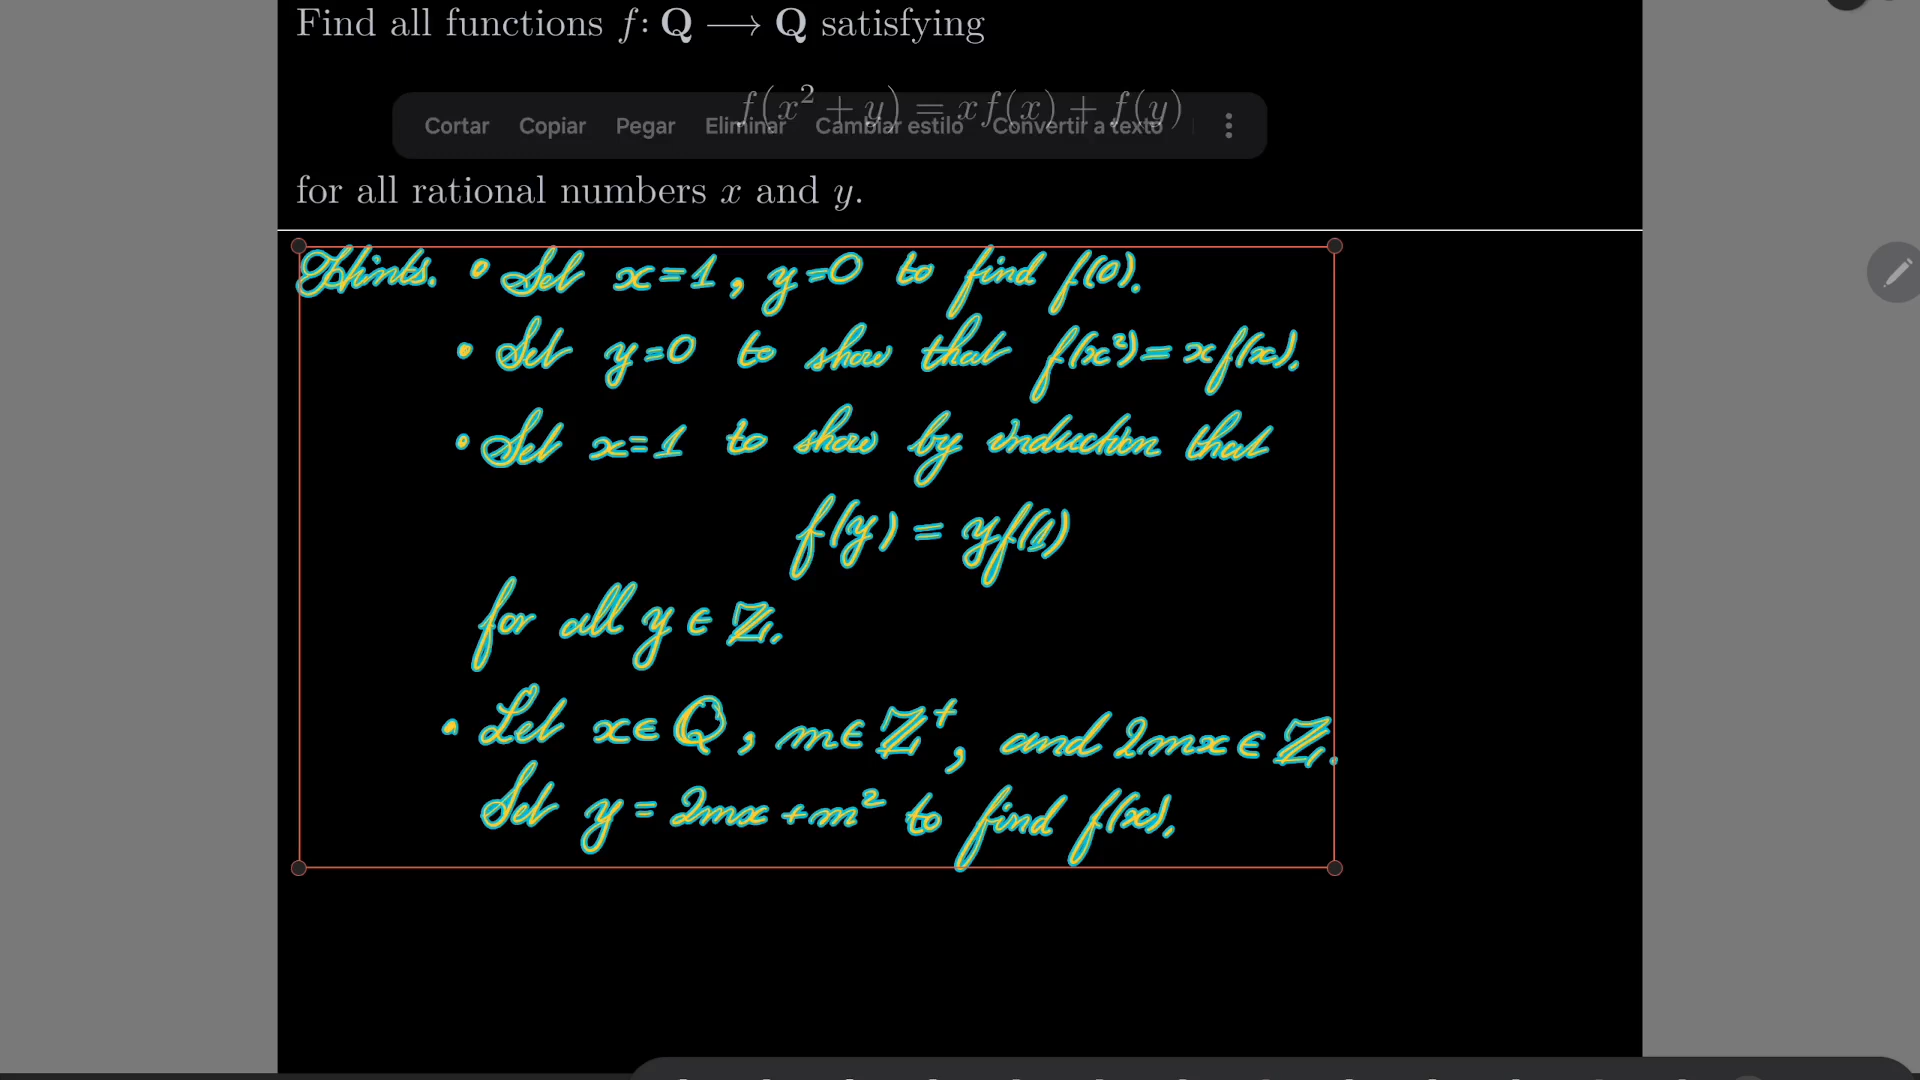 Find all functions f: Q ⟶ Q satisfying
f(x² + y) = xf(x) + f(y)
Cortar Copiar Pegar Eliminar Cambiar estilo Convertir a texto
for all rational numbers x and y.
Hints. • Set x=1, y=0 to find f(0).
• Set y=0 to show that f(x²)=xf(x).
• Set x=1 to show by induction that
f(y) = yf(1)
for all y ∈ ℤ.
• Let x∈ℚ, m∈ℤ⁺, and 2mx∈ℤ.
Set y = 2mx+m² to find f(x).